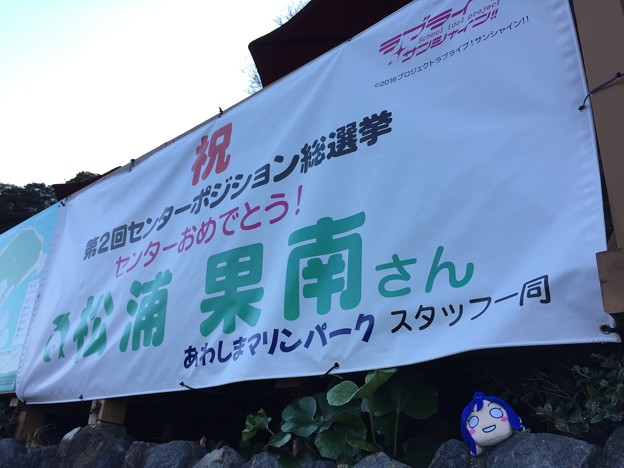 ラブライブ!
School idol project
サンシャイン!!
©2016 プロジェクトラブライブ!サンシャイン!!
祝
第2回センターポジション総選挙
センターおめでとう!
松浦 果南さん
あわしまマリンパーク スタッフ一同